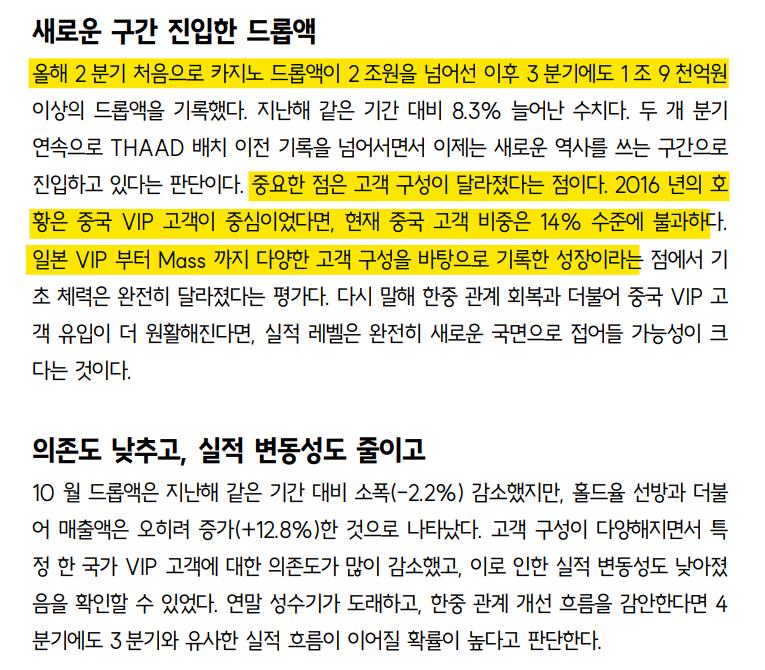 새로운 구간 진입한 드롭액
올해 2분기 처음으로 카지노 드롭액이 2조원을 넘어선 이후 3분기에도 1조 9천억원
이상의 드롭액을 기록했다. 지난해 같은 기간 대비 8.3% 늘어난 수치다. 두 개 분기
연속으로 THAAD 배치 이전 기록을 넘어서면서 이제는 새로운 역사를 쓰는 구간으로
진입하고 있다는 판단이다. 중요한 점은 고객 구성이 달라졌다는 점이다. 2016 년의 호
황은 중국 VIP 고객이 중심이었다면, 현재 중국 고객 비중은 14% 수준에 불과하다.
일본 VIP 부터 Mass 까지 다양한 고객 구성을 바탕으로 기록한 성장이라는 점에서 기
초 체력은 완전히 달라졌다는 평가다. 다시 말해 한중 관계 회복과 더불어 중국 VIP 고
객 유입이 더 원활해진다면, 실적 레벨은 완전히 새로운 국면으로 접어들 가능성이 크
다는 것이다.
의존도 낮추고, 실적 변동성도 줄이고
10 월 드롭액은 지난해 같은 기간 대비 소폭(-2.2%) 감소했지만, 홀드율 선방과 더불
어 매출액은 오히려 증가(+12.8%)한 것으로 나타났다. 고객 구성이 다양해지면서 특
정 한 국가 VIP 고객에 대한 의존도가 많이 감소했고, 이로 인한 실적 변동성도 낮아졌
음을 확인할 수 있었다. 연말 성수기가 도래하고, 한중 관계 개선 흐름을 감안한다면 4
분기에도 3분기와 유사한 실적 흐름이 이어질 확률이 높다고 판단한다.